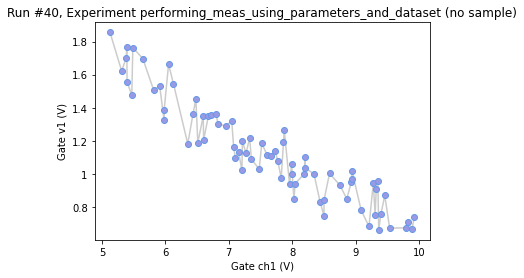 Run #40, Experiment performing_meas_using_parameters_and_dataset (no sample)
1.8
1.6
1.4
1.2
1
0.8
Gate v1 (V)
5 6 7 8 9 10
Gate ch1 (V)